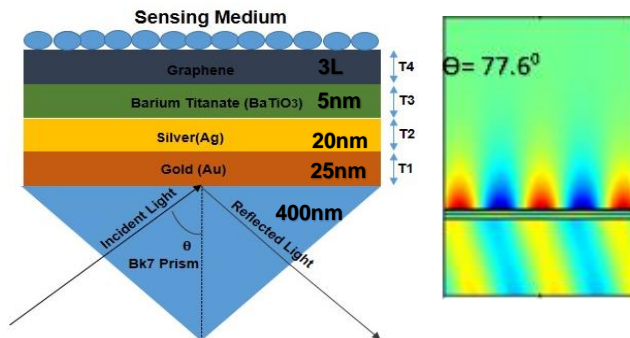 Sensing Medium
Graphene 3L T4
Barium Titanate (BaTiO3) 5nm T3
Silver(Ag) 20nm T2
Gold (Au) 25nm T1
400nm
Incident Light
Reflected Light
θ
Bk7 Prism
Ө= 77.6⁰